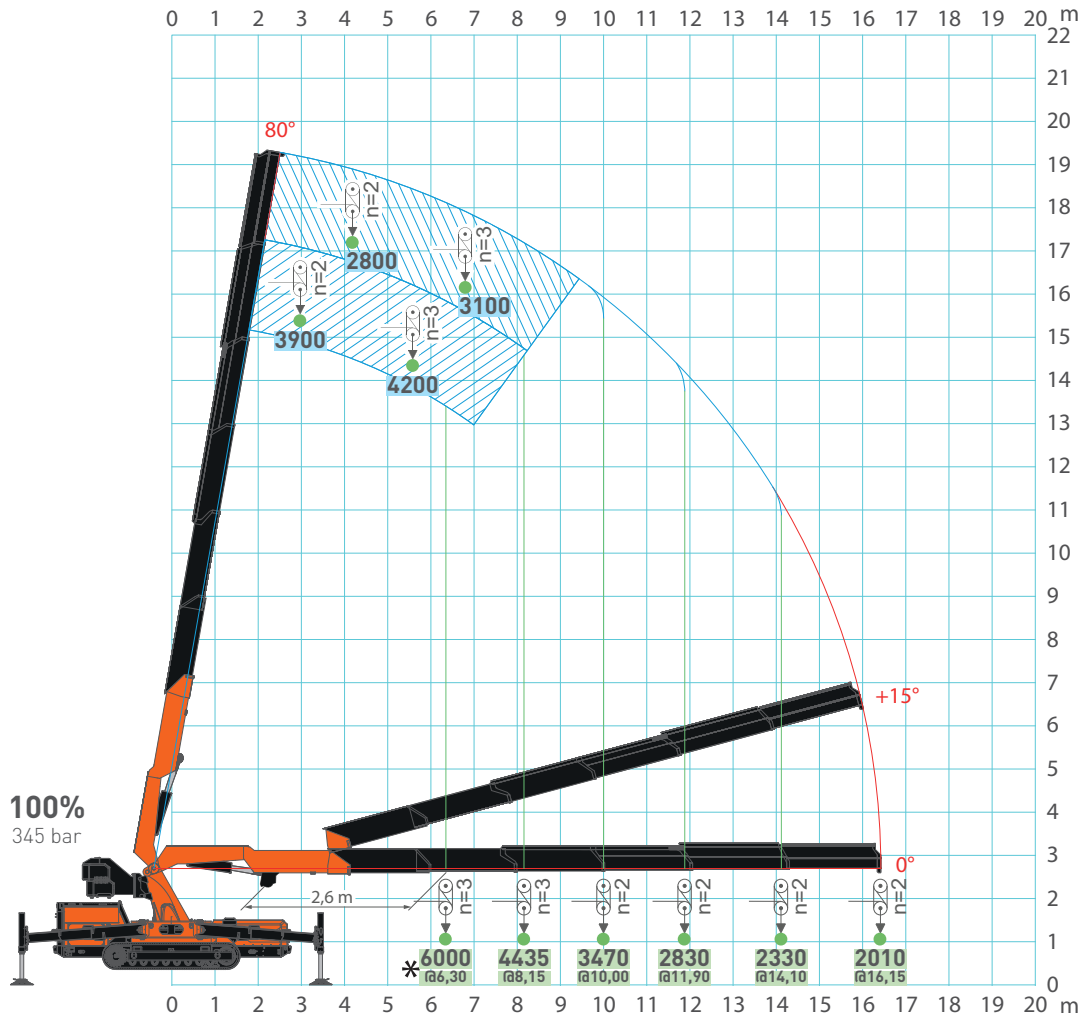 0 1 2 3 4 5 6 7 8 9 10 11 12 13 14 15 16 17 18 19 20 m
22
21
20
80°
19
n=2
18
n=3
17
2800
n=2
16
3100
n=3
15
3900
14
4200
13
12
11
10
9
8
7
+15°
6
5
4
100%
345 bar
3
0°
2,6 m
n=3 n=3 n=2 n=2 n=2 n=2
2
1
* 6000 4435 3470 2830 2330 2010
@6,30 @8,15 @10,00 @11,90 @14,10 @16,15
0
0 1 2 3 4 5 6 7 8 9 10 11 12 13 14 15 16 17 18 19 20 m